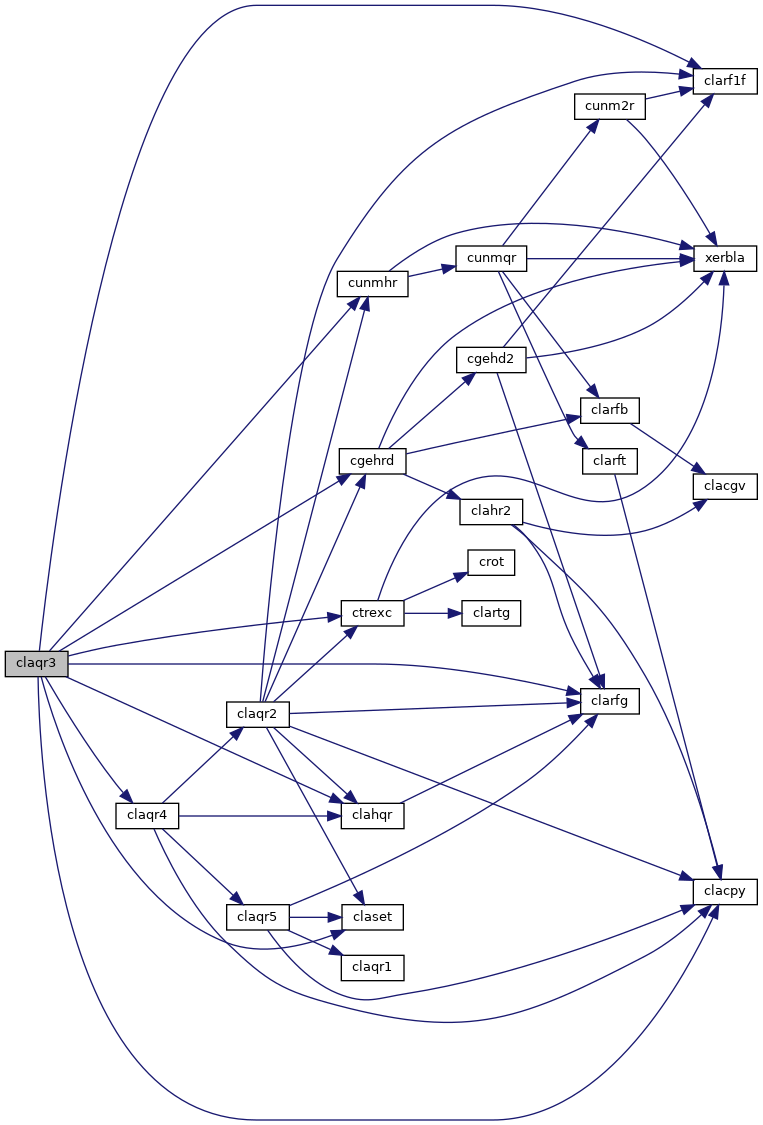 clarf1f
cunm2r
xerbla
cunmqr
cunmhr
cgehd2
clarfb
cgehrd
clarft
clacgv
clahr2
crot
ctrexc
clartg
claqr3
clarfg
claqr2
claqr4
clahqr
clacpy
claqr5
claset
claqr1